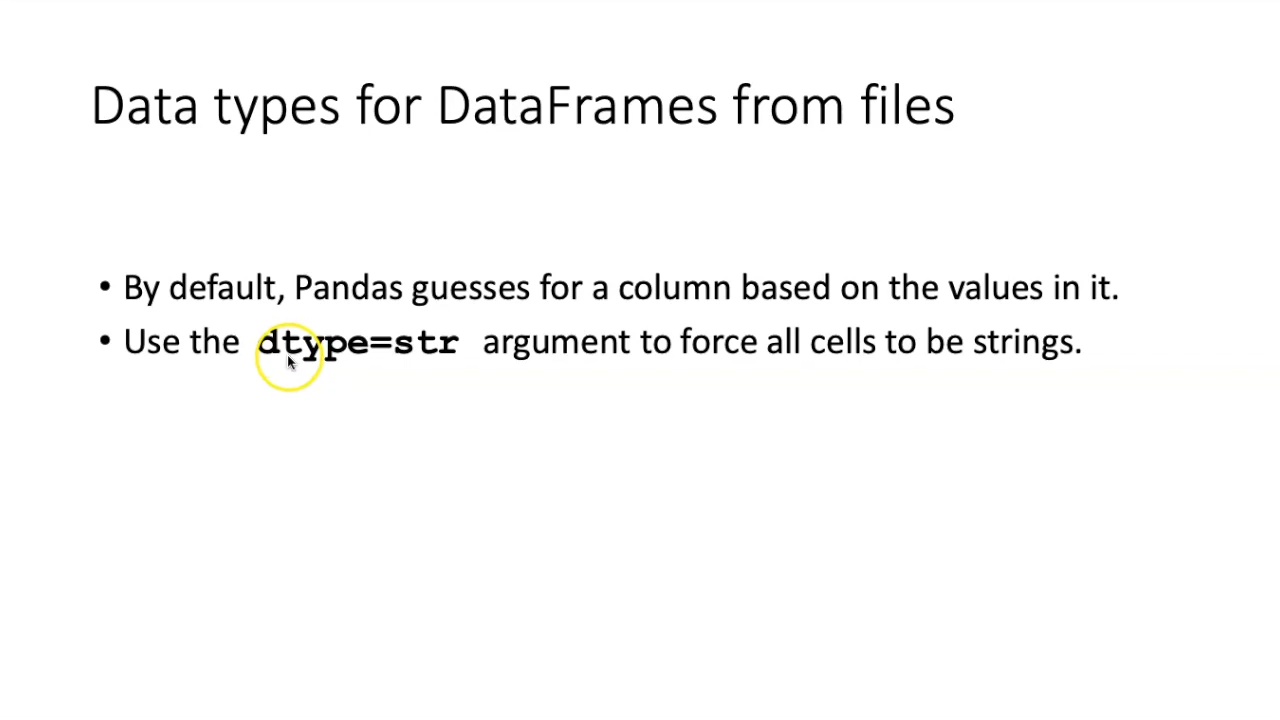 Data types for DataFrames from files
• By default, Pandas guesses for a column based on the values in it.
• Use the dtype=str argument to force all cells to be strings.